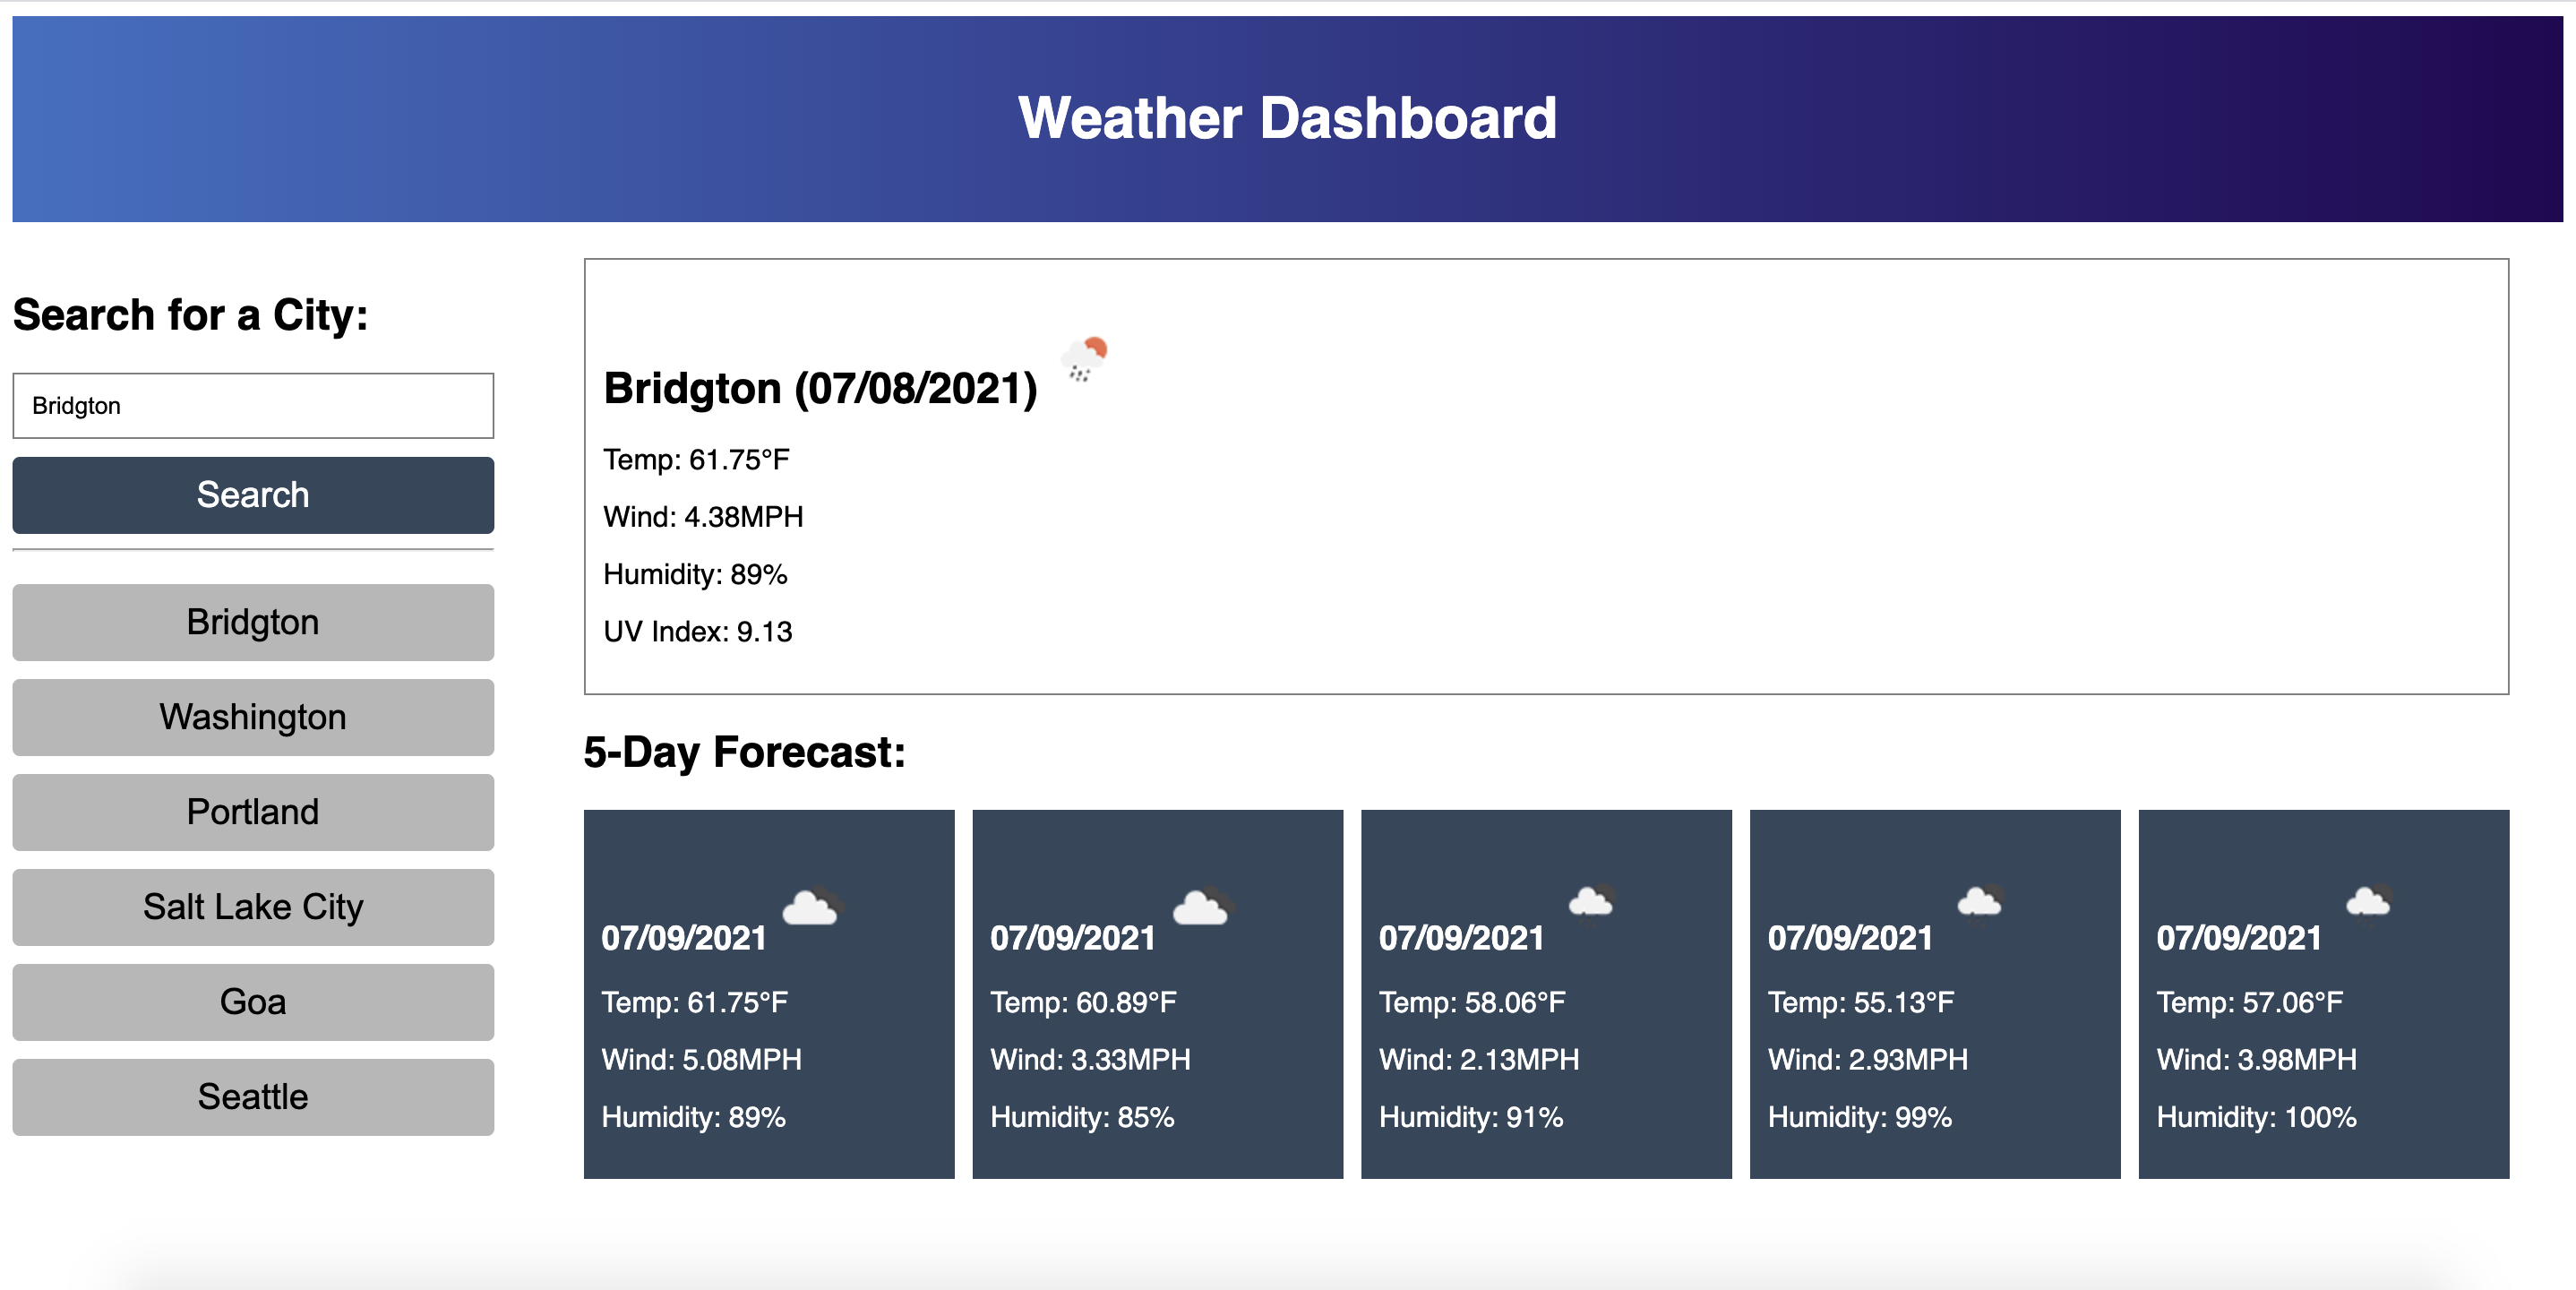 Weather Dashboard
Search for a City:
Bridgton
Search
Bridgton
Washington
Portland
Salt Lake City
Goa
Seattle
Bridgton (07/08/2021)
Temp: 61.75°F
Wind: 4.38MPH
Humidity: 89%
UV Index: 9.13
5-Day Forecast:
07/09/2021
Temp: 61.75°F
Wind: 5.08MPH
Humidity: 89%
07/09/2021
Temp: 60.89°F
Wind: 3.33MPH
Humidity: 85%
07/09/2021
Temp: 58.06°F
Wind: 2.13MPH
Humidity: 91%
07/09/2021
Temp: 55.13°F
Wind: 2.93MPH
Humidity: 99%
07/09/2021
Temp: 57.06°F
Wind: 3.98MPH
Humidity: 100%